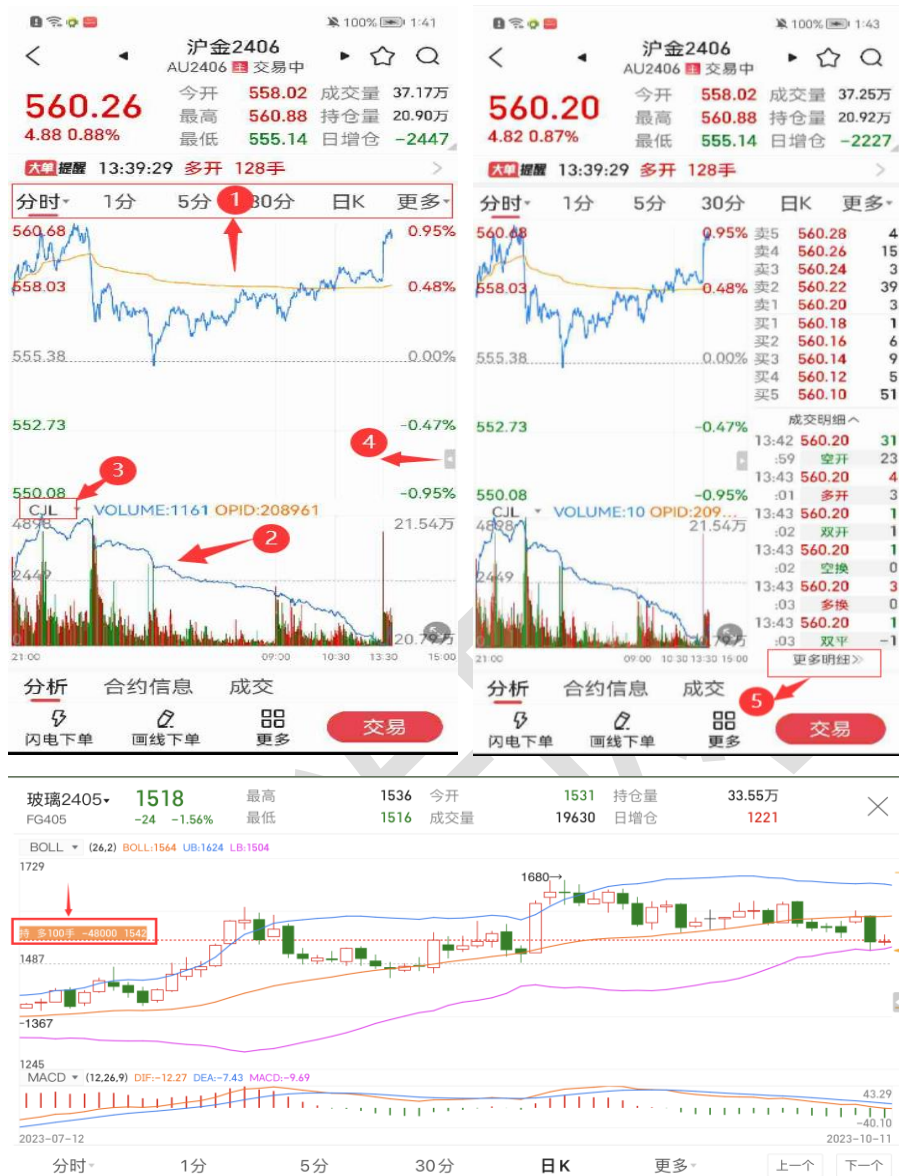 100% 1:41
沪金2406
AU2406 主 交易中
560.26
4.88 0.88%
今开 558.02 成交量 37.17万
最高 560.88 持仓量 20.90万
最低 555.14 日增仓 -2447
大单提醒 13:39:29 多开 128手
分时 1分 5分 30分 日K 更多
1
560.68 0.95%
558.03 0.48%
555.38 0.00%
552.73 -0.47%
4
3
550.08 -0.95%
CJL VOLUME:1161 OPID:208961
4898 21.54万
2
2449
0 20.79万
21:00 09:00 10:30 13:30 15:00
分析 合约信息 成交
闪电下单 画线下单 更多 交易
100% 1:43
沪金2406
AU2406 主 交易中
560.20
4.82 0.87%
今开 558.02 成交量 37.25万
最高 560.88 持仓量 20.92万
最低 555.14 日增仓 -2227
大单提醒 13:39:29 多开 128手
分时 1分 5分 30分 日K 更多
560.68 0.95%
558.03 0.48%
555.38 0.00%
552.73 -0.47%
550.08 -0.95%
CJL VOLUME:10 OPID:209...
4898 21.54万
2449
0
21:00 09:00 10:30 13:30 15:00
卖5 560.28 4
卖4 560.26 15
卖3 560.24 3
卖2 560.22 39
卖1 560.20 3
买1 560.18 1
买2 560.16 6
买3 560.14 9
买4 560.12 5
买5 560.10 51
成交明细
13:42 560.20 31
:59 空开 23
13:43 560.20 4
:01 多开 3
13:43 560.20 1
:02 双开 1
13:43 560.20 1
:02 空换 0
13:43 560.20 3
:03 多换 0
13:43 560.20 1
:03 双平 -1
更多明细
5
分析 合约信息 成交
闪电下单 画线下单 更多 交易
玻璃2405 1518 最高 1536 今开 1531 持仓量 33.55万
FG405 -24 -1.56% 最低 1516 成交量 19630 日增仓 1221
BOLL (26,2) BOLL:1564 UB:1624 LB:1504
1729
1680→
持 多100手 -48000 1542
1487
-1367
1245
MACD (12,26,9) DIF:-12.27 DEA:-7.43 MACD:-9.69
43.29
-40.10
2023-07-12 2023-10-11
分时 1分 5分 30分 日K 更多 上一个 下一个